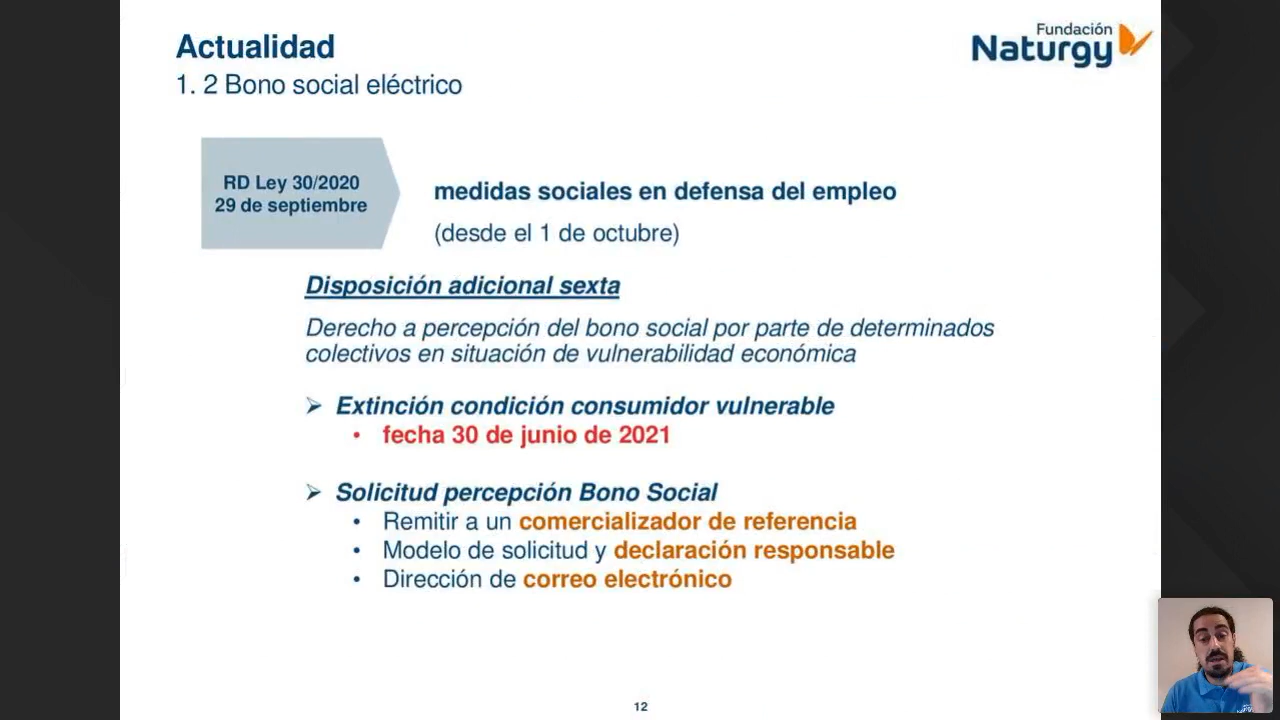 Actualidad
1. 2 Bono social eléctrico
Fundación
Naturgy
RD Ley 30/2020
29 de septiembre
medidas sociales en defensa del empleo
(desde el 1 de octubre)
Disposición adicional sexta
Derecho a percepción del bono social por parte de determinados
colectivos en situación de vulnerabilidad económica
➢ Extinción condición consumidor vulnerable
• fecha 30 de junio de 2021
➢ Solicitud percepción Bono Social
• Remitir a un comercializador de referencia
• Modelo de solicitud y declaración responsable
• Dirección de correo electrónico
12